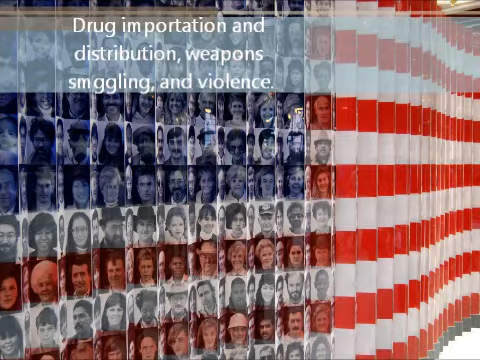 Drug importation and
distribution, weapons
smggling, and violence.